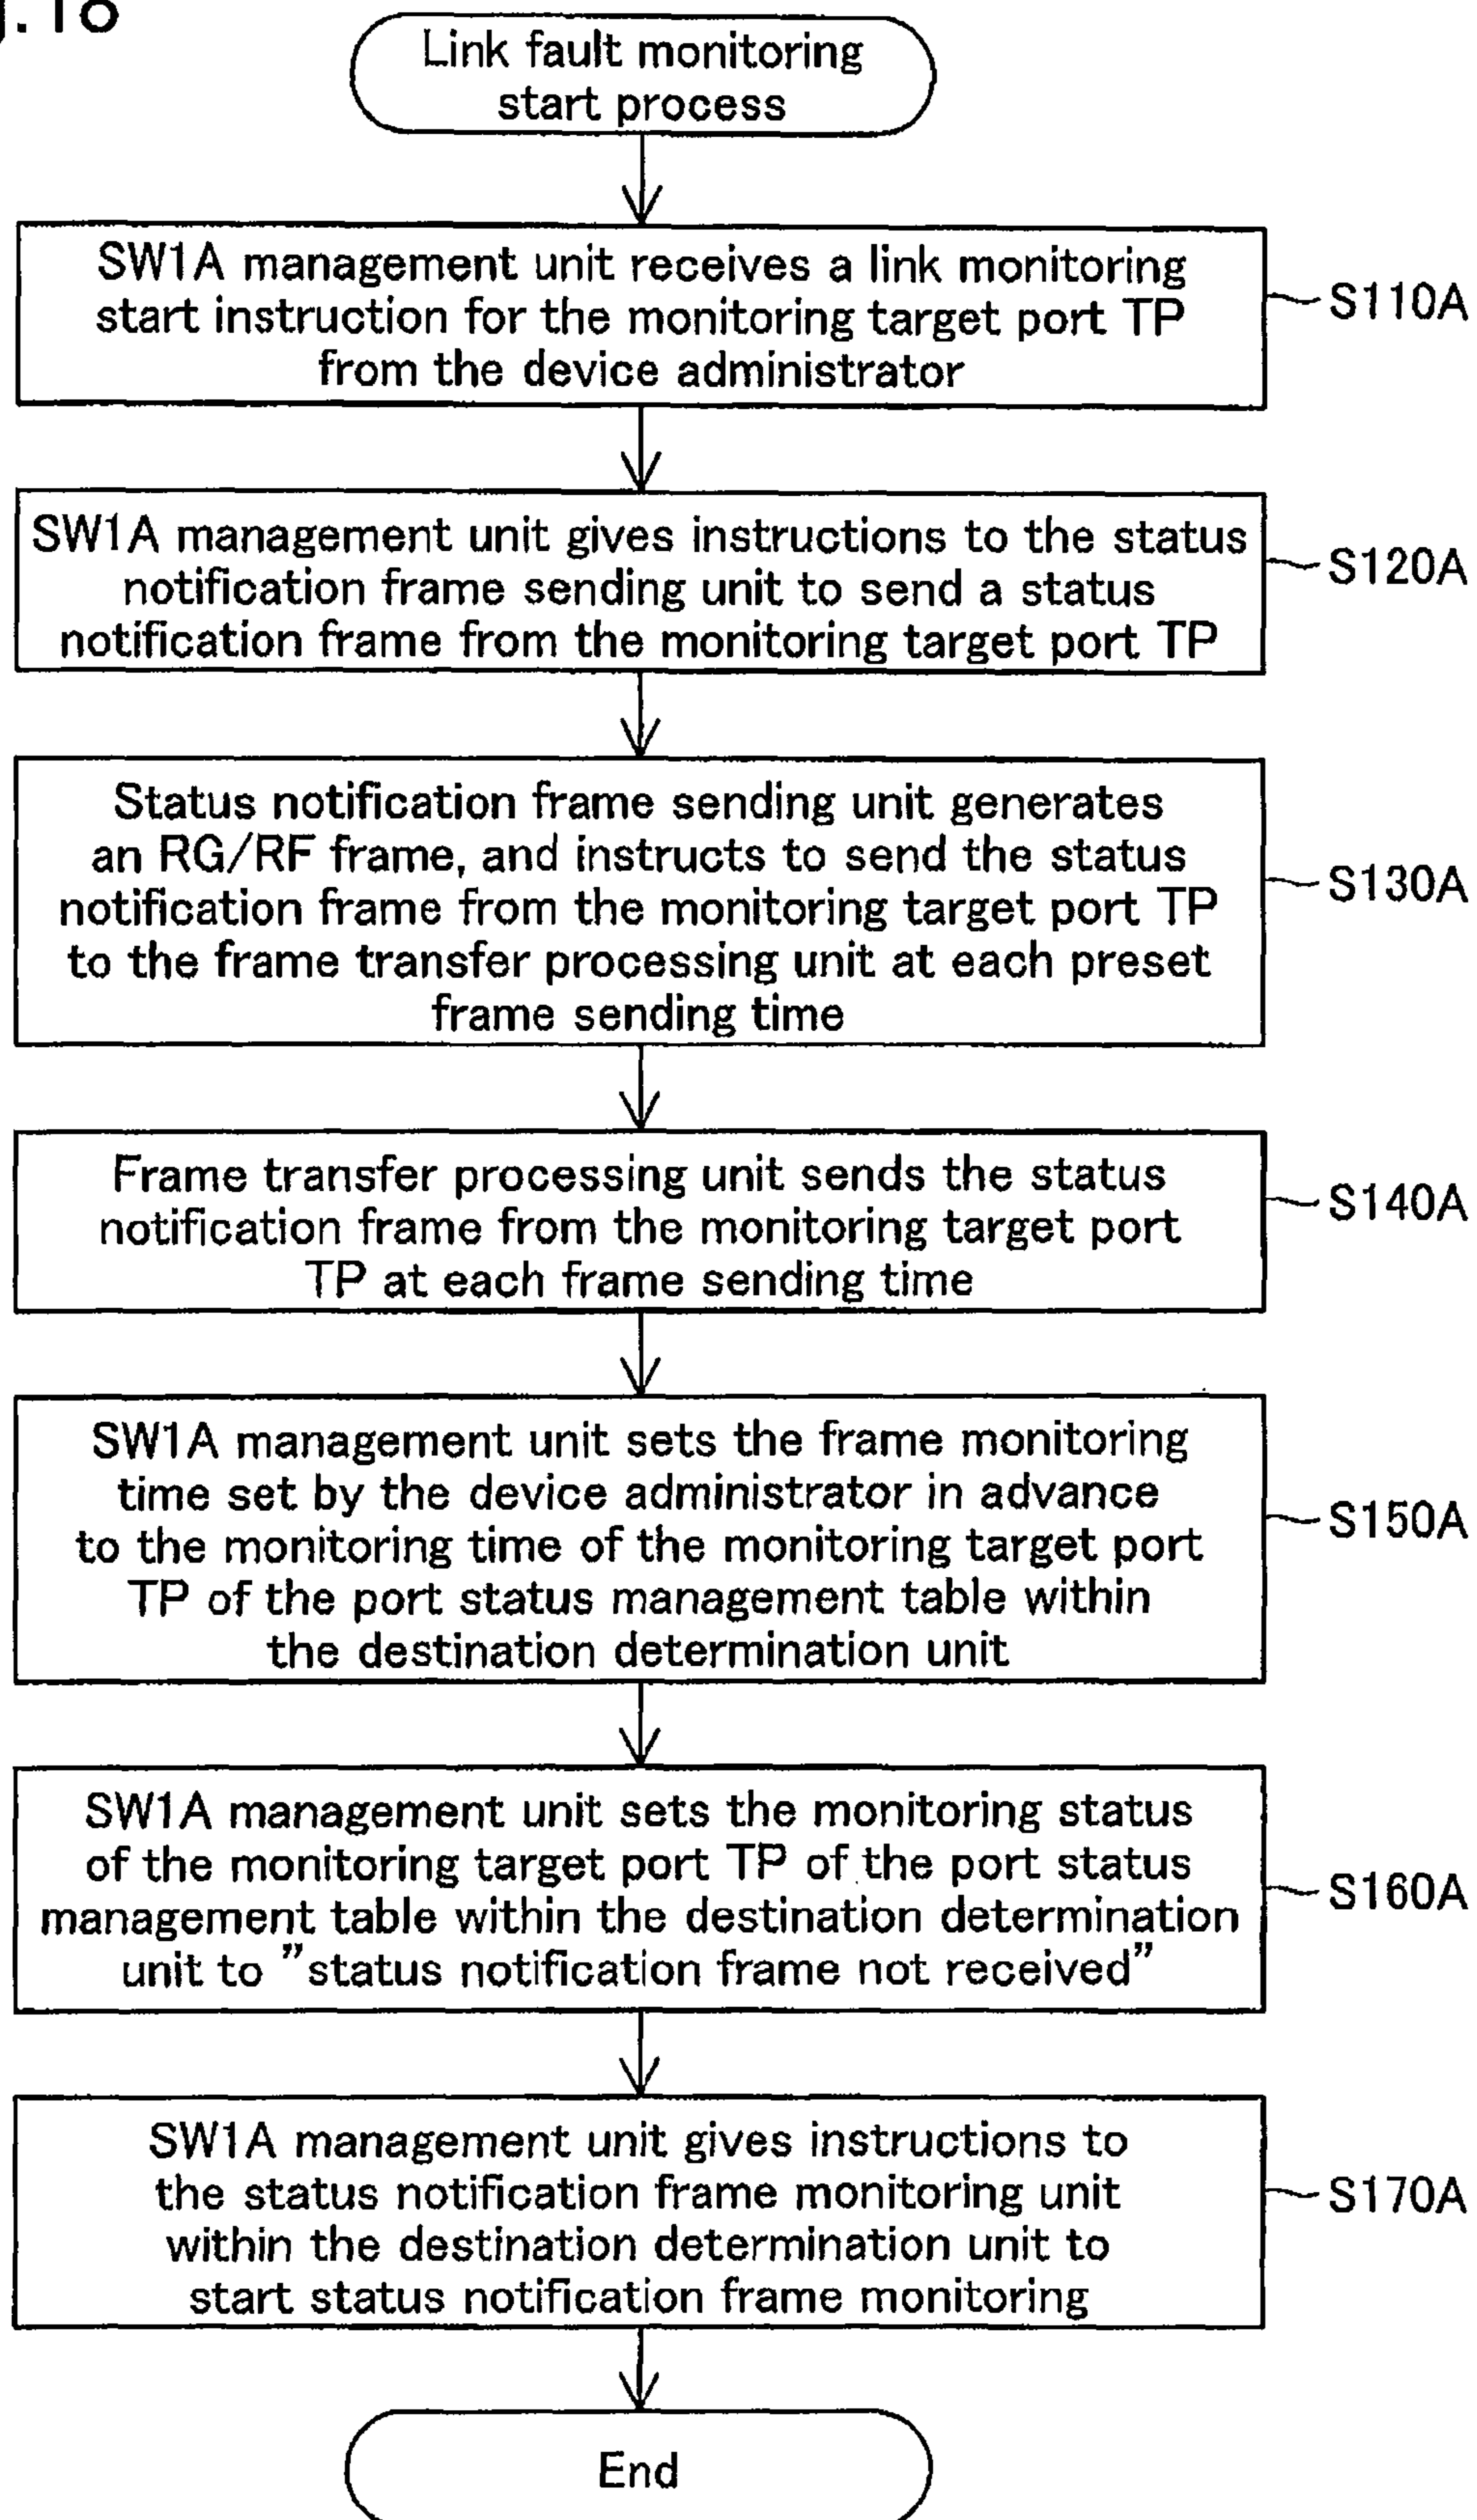 Link fault monitoring
start process
SW1A management unit receives a link monitoring
start instruction for the monitoring target port TP
from the device administrator
S110A
SW1A management unit gives instructions to the status
notification frame sending unit to send a status
notification frame from the monitoring target port TP
S120A
Status notification frame sending unit generates
an RG/RF frame, and instructs to send the status
notification frame from the monitoring target port TP
to the frame transfer processing unit at each preset
frame sending time
S130A
Frame transfer processing unit sends the status
notification frame from the monitoring target port
TP at each frame sending time
S140A
SW1A management unit sets the frame monitoring
time set by the device administrator in advance
to the monitoring time of the monitoring target port
TP of the port status management table within
the destination determination unit
S150A
SW1A management unit sets the monitoring status
of the monitoring target port TP of the port status
management table within the destination determination
unit to "status notification frame not received"
S160A
SW1A management unit gives instructions to
the status notification frame monitoring unit
within the destination determination unit to
start status notification frame monitoring
S170A
End